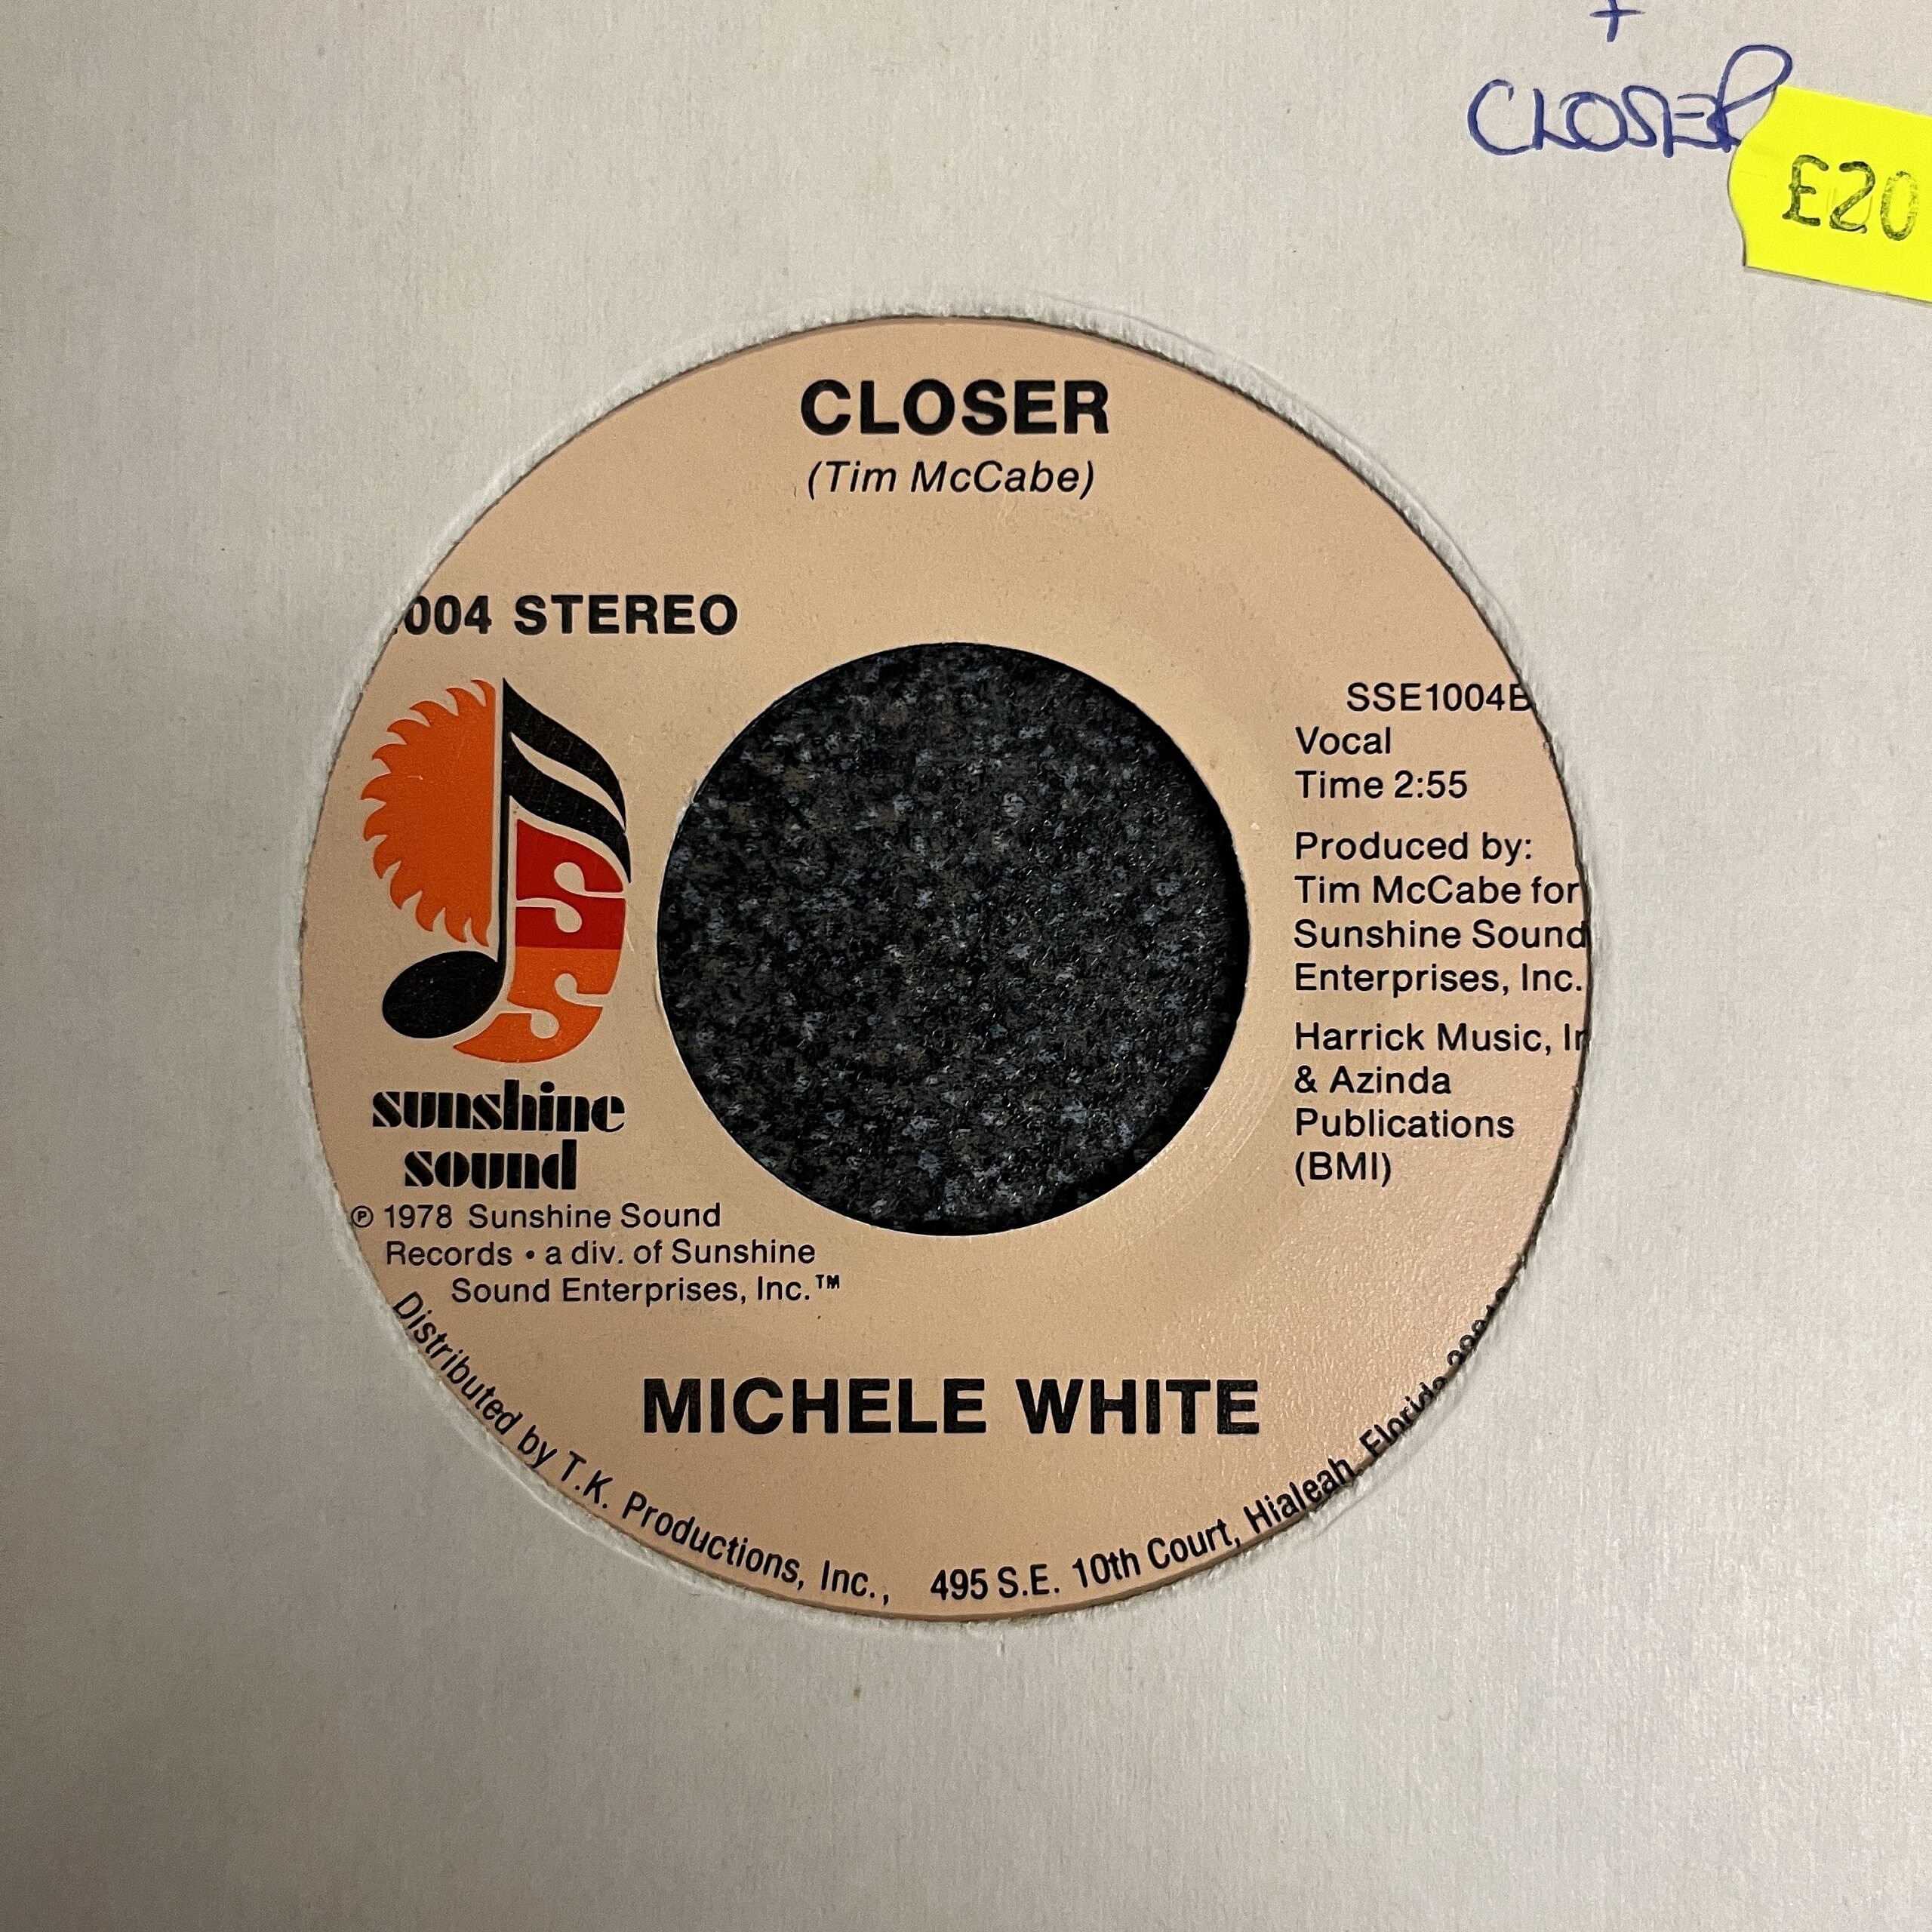 +
CLOSER
£20
CLOSER
(Tim McCabe)
004 STEREO
SSE1004B
Vocal
Time 2:55
Produced by:
Tim McCabe for
Sunshine Sound
Enterprises, Inc.
Harrick Music, In
& Azinda
Publications
(BMI)
SS
sunshine
sound
℗ 1978 Sunshine Sound
Records • a div. of Sunshine
Sound Enterprises, Inc.™
MICHELE WHITE
Distributed by T.K. Productions, Inc., 495 S.E. 10th Court, Hialeah, Florida